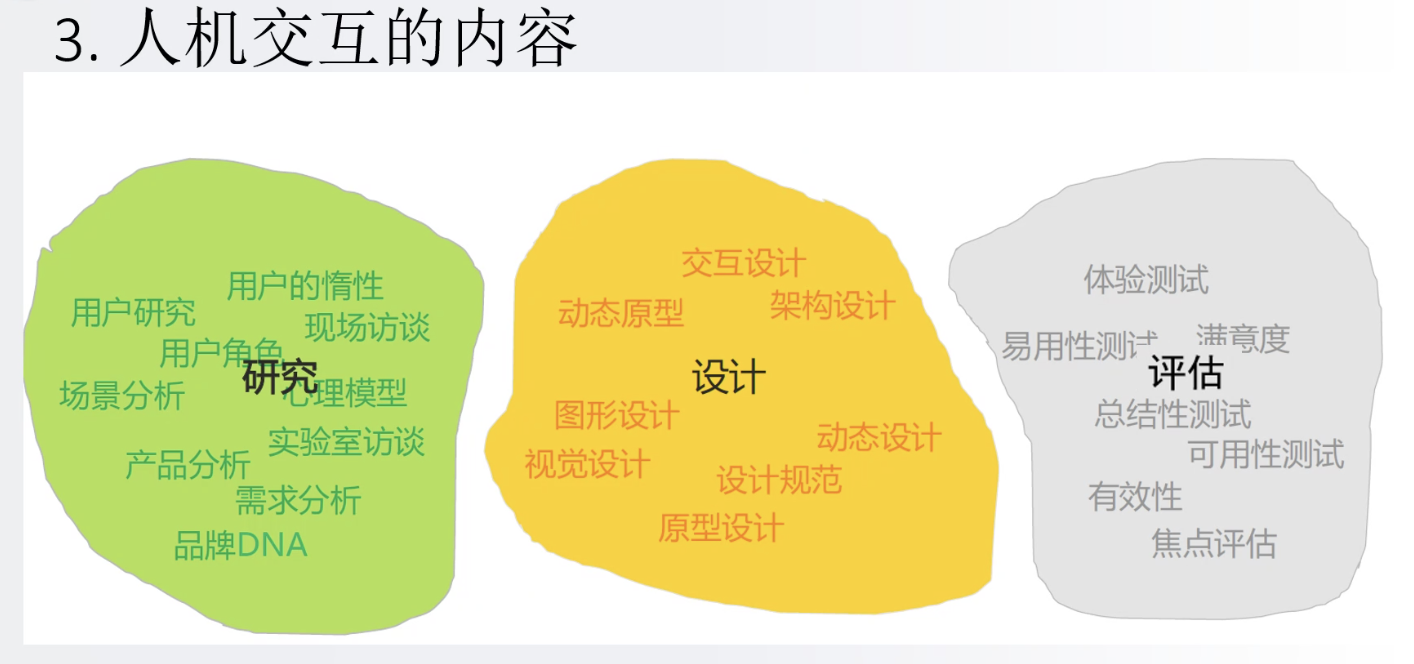 3. 人机交互的内容
用户的惰性
用户研究
现场访谈
用户角色
研究
心理模型
场景分析
实验室访谈
产品分析
需求分析
品牌DNA
交互设计
架构设计
动态原型
设计
图形设计
动态设计
视觉设计
设计规范
原型设计
体验测试
满意度
易用性测试
评估
总结性测试
可用性测试
有效性
焦点评估